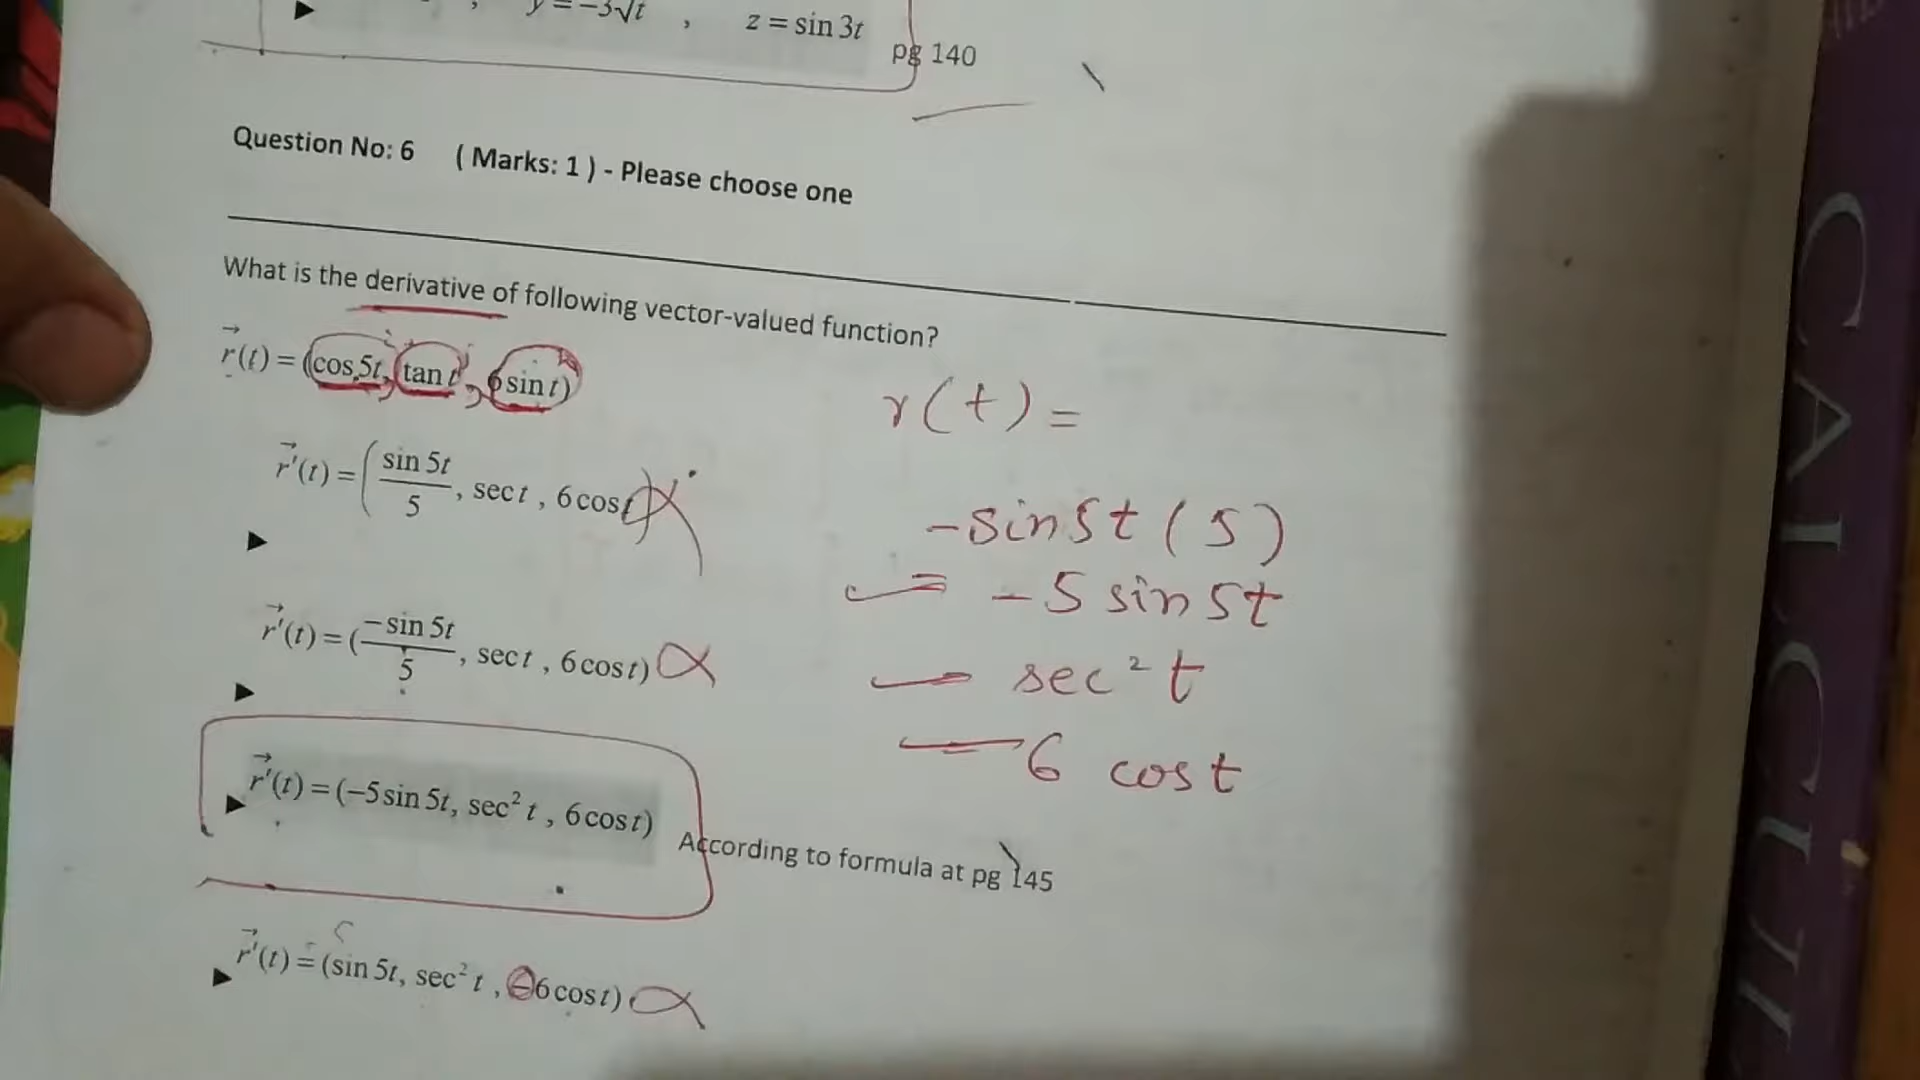 y = −3√t , z = sin 3t
pg 140
Question No: 6 ( Marks: 1 ) - Please choose one
What is the derivative of following vector-valued function?
r⃗(t) = (cos 5t, tan t, 6 sin t)
r(t) =
r⃗′(t) = (sin 5t/5, sec t, 6 cos t)
-sin5t (5)
= -5 sin 5t
r⃗′(t) = (−sin 5t/5, sec t, 6 cos t)
sec² t
6 cos t
r⃗′(t) = (−5 sin 5t, sec² t, 6 cos t)
According to formula at pg 145
r⃗′(t) = (sin 5t, sec² t, −6 cos t)
CALCUL